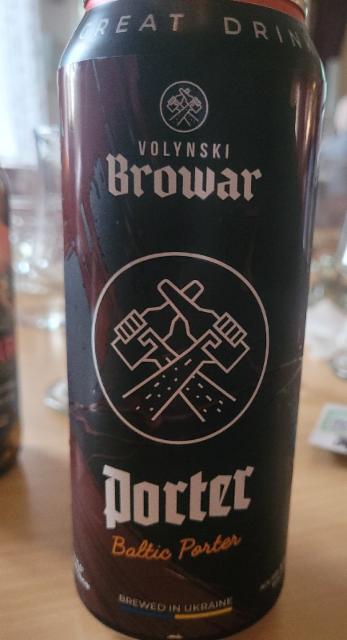 GREAT DRIN
VOLYNSKI
Browar
Porter
Baltic Porter
BREWED IN UKRAINE